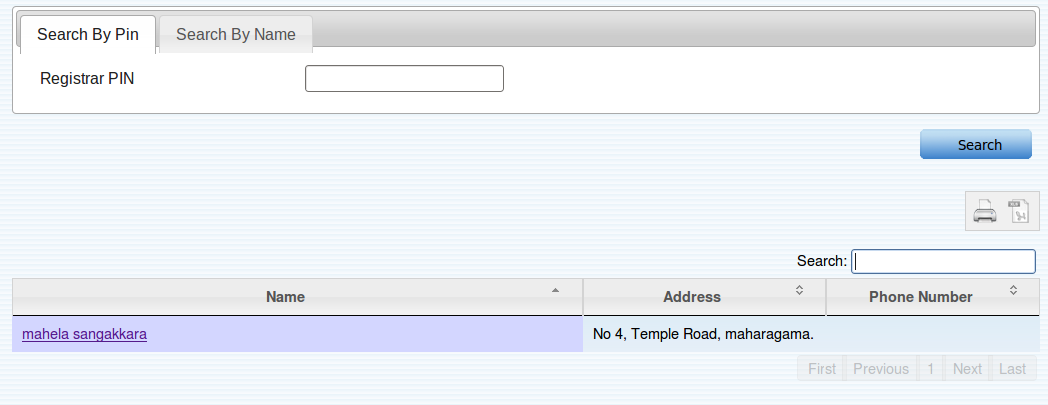 Search By Pin Search By Name
Registrar PIN
Search
Search:
Name Address Phone Number
mahela sangakkara No 4, Temple Road, maharagama.
First Previous 1 Next Last